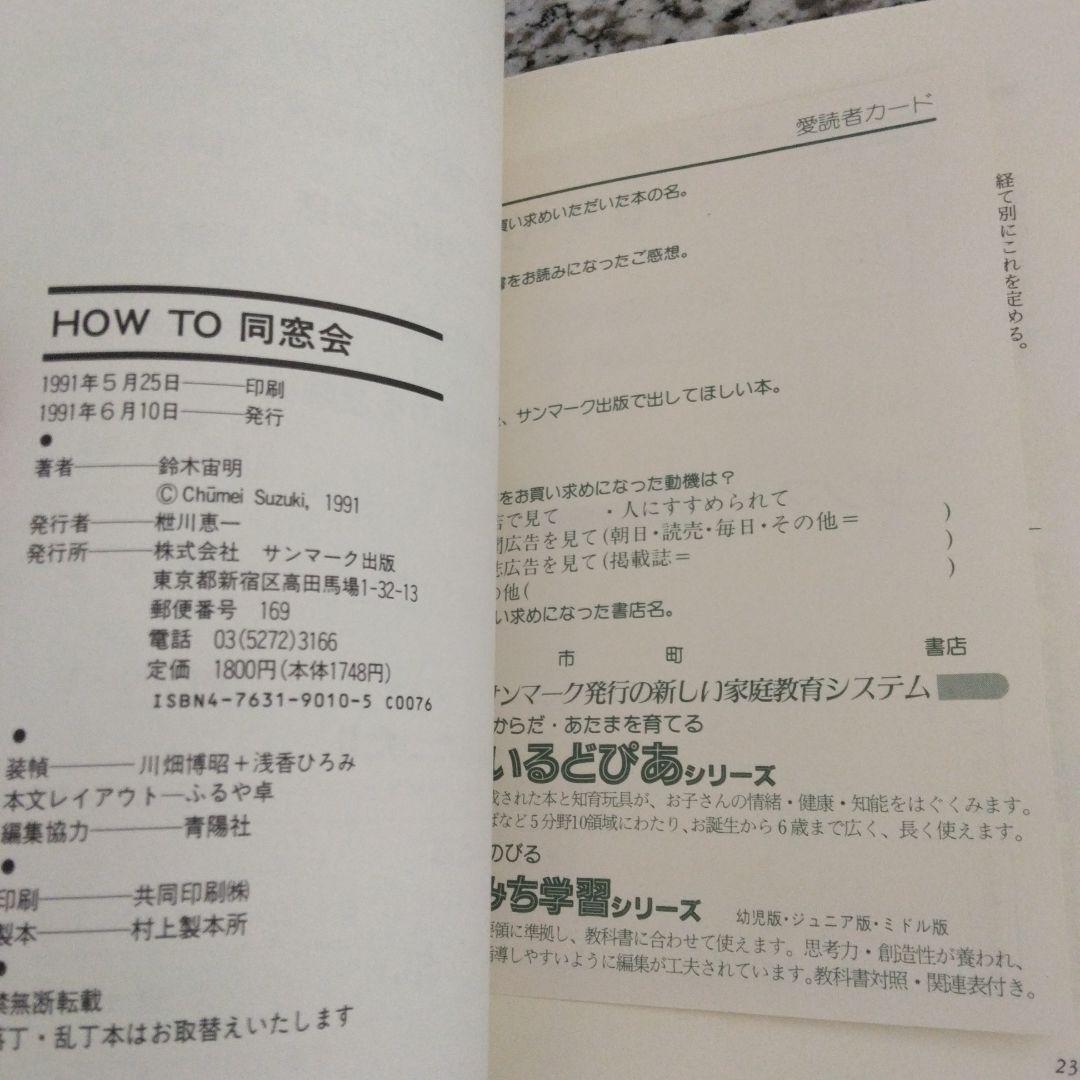 HOW TO 同窓会
1991年5月25日――印刷
1991年6月10日――発行
●
著者――鈴木宙明
Ⓒ Chūmei Suzuki, 1991
発行者――枻川恵一
発行所――株式会社 サンマーク出版
東京都新宿区高田馬場1-32-13
郵便番号 169
電話 03(5272)3166
定価 1800円(本体1748円)
ISBN4-7631-9010-5 C0076
●
装幀――川畑博昭+浅香ひろみ
本文レイアウト―ふるや卓
編集協力――青陽社
●
印刷――共同印刷㈱
製本――村上製本所
●
禁無断転載
落丁・乱丁本はお取替えいたします
愛読者カード
買い求めいただいた本の名。
書をお読みになったご感想。
、サンマーク出版で出してほしい本。
をお買い求めになった動機は?
店で見て ・人にすすめられて
聞広告を見て(朝日・読売・毎日・その他= )
誌広告を見て(掲載誌= )
の他( )
い求めになった書店名。
市 町 書店
サンマーク発行の新しい家庭教育システム
からだ・あたまを育てる
いるどぴあシリーズ
成された本と知育玩具が、お子さんの情緒・健康・知能をはぐくみます。
ばなど5分野10領域にわたり、お誕生から6歳まで広く、長く使えます。
のびる
みち学習シリーズ 幼児版・ジュニア版・ミドル版
要領に準拠し、教科書に合わせて使えます。思考力・創造性が養われ、
指導しやすいように編集が工夫されています。教科書対照・関連表付き。
経て別にこれを定める。
23